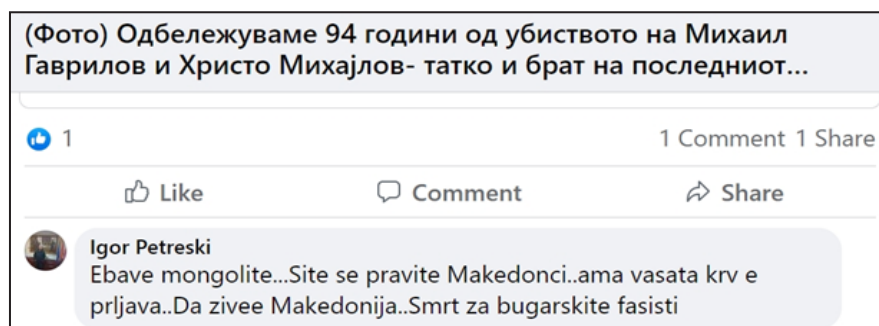 (Фото) Одбележуваме 94 години од убиството на Михаил
Гаврилов и Христо Михајлов- татко и брат на последниот...
1
1 Comment 1 Share
Like
Comment
Share
Igor Petreski
Ebave mongolite...Site se pravite Makedonci..ama vasata krv e
prljava..Da zivee Makedonija..Smrt za bugarskite fasisti